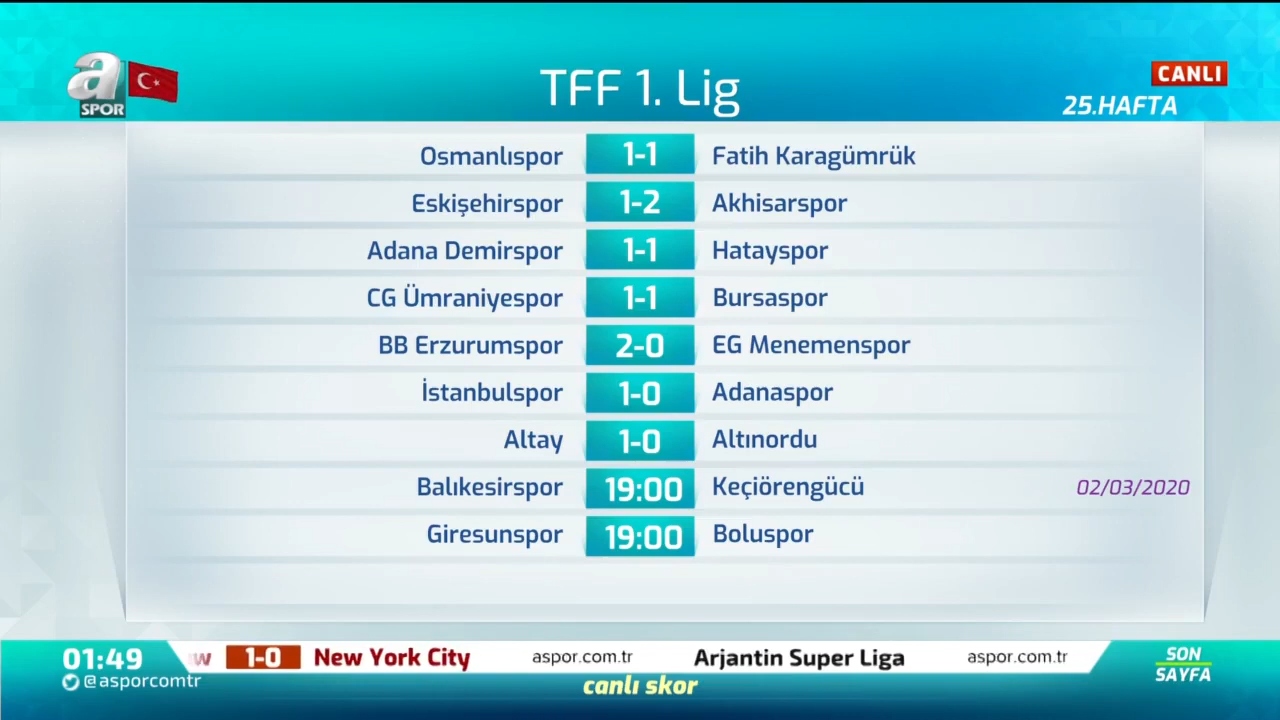 a
SPOR
TFF 1. Lig
CANLI
25.HAFTA
Osmanlıspor 1-1 Fatih Karagümrük
Eskişehirspor 1-2 Akhisarspor
Adana Demirspor 1-1 Hatayspor
CG Ümraniyespor 1-1 Bursaspor
BB Erzurumspor 2-0 EG Menemenspor
İstanbulspor 1-0 Adanaspor
Altay 1-0 Altınordu
Balıkesirspor 19:00 Keçiörengücü 02/03/2020
Giresunspor 19:00 Boluspor
01:49 1-0 New York City aspor.com.tr Arjantin Super Liga aspor.com.tr SON SAYFA
@asporcomtr canlı skor